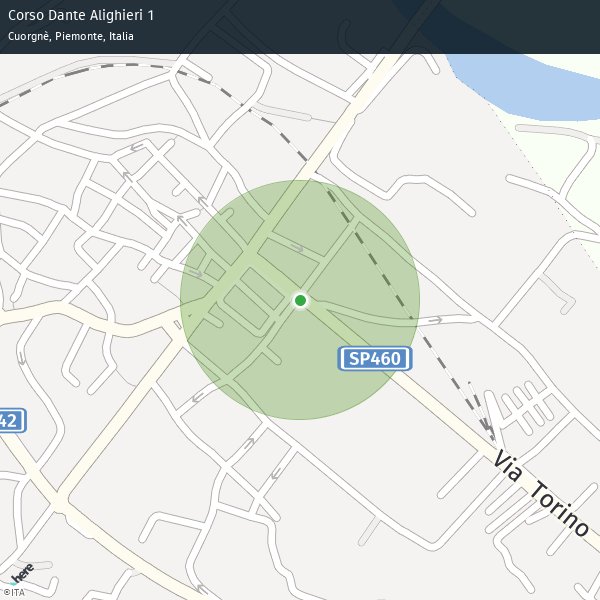 Corso Dante Alighieri 1
Cuorgnè, Piemonte, Italia
SP460
42
Via Torino
here
©ITA